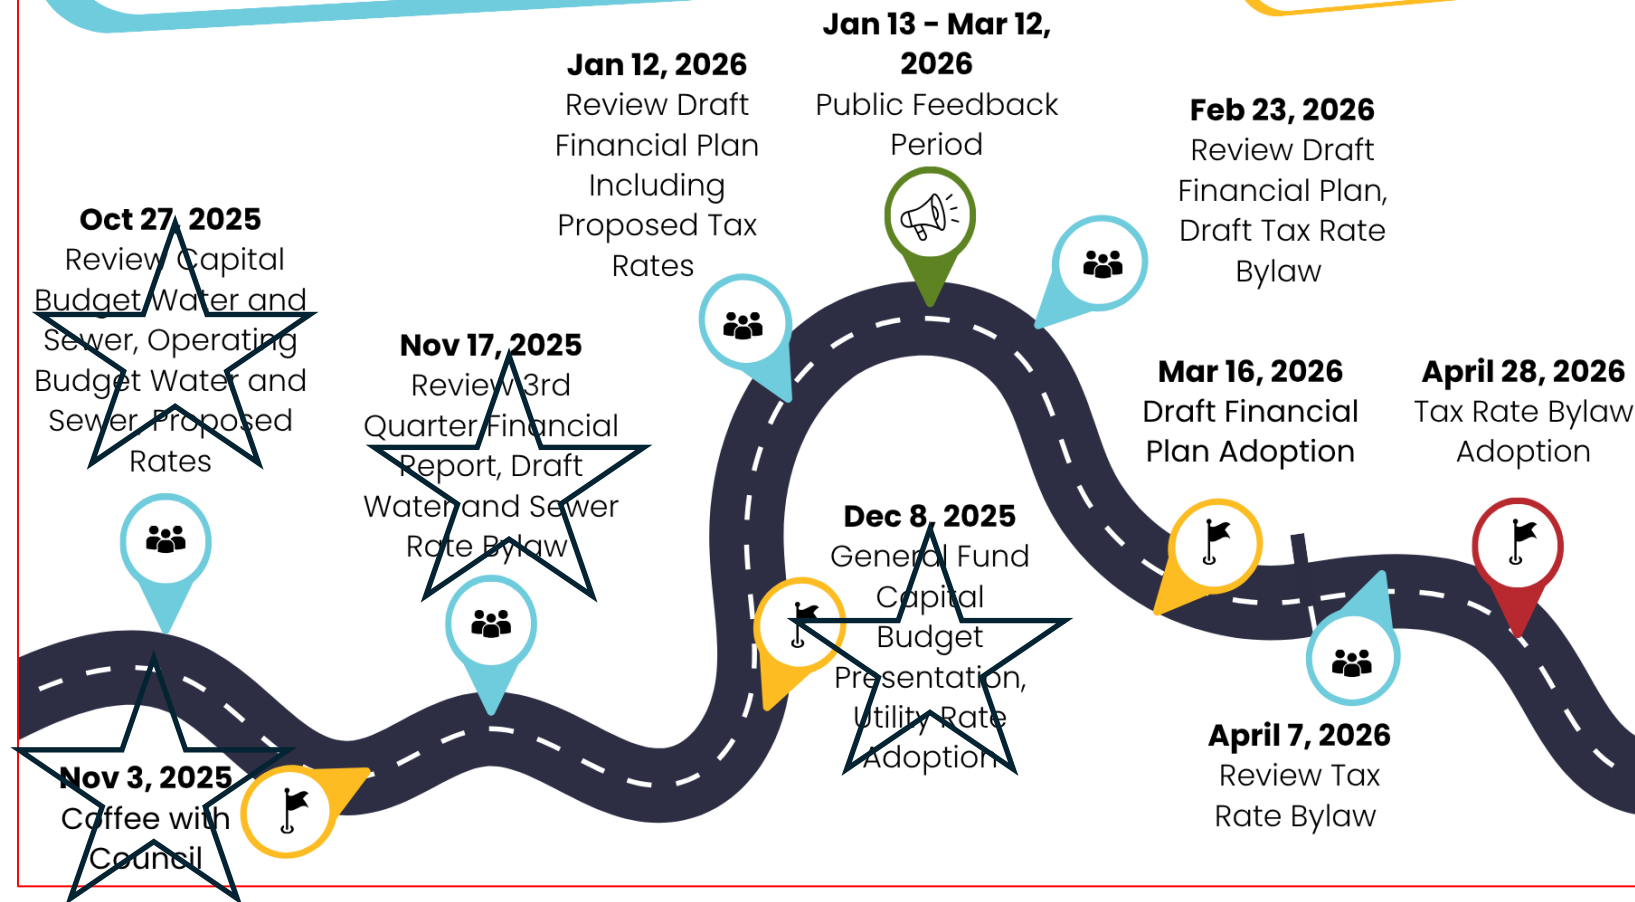 Oct 27, 2025
Review Capital
Budget Water and
Sewer, Operating
Budget Water and
Sewer, Proposed
Rates
Nov 3, 2025
Coffee with
Council
Nov 17, 2025
Review 3rd
Quarter Financial
Report, Draft
Water and Sewer
Rate Bylaw
Dec 8, 2025
General Fund
Capital
Budget
Presentation,
Utility Rate
Adoption
Jan 12, 2026
Review Draft
Financial Plan
Including
Proposed Tax
Rates
Jan 13 - Mar 12,
2026
Public Feedback
Period
Feb 23, 2026
Review Draft
Financial Plan,
Draft Tax Rate
Bylaw
Mar 16, 2026
Draft Financial
Plan Adoption
April 7, 2026
Review Tax
Rate Bylaw
April 28, 2026
Tax Rate Bylaw
Adoption